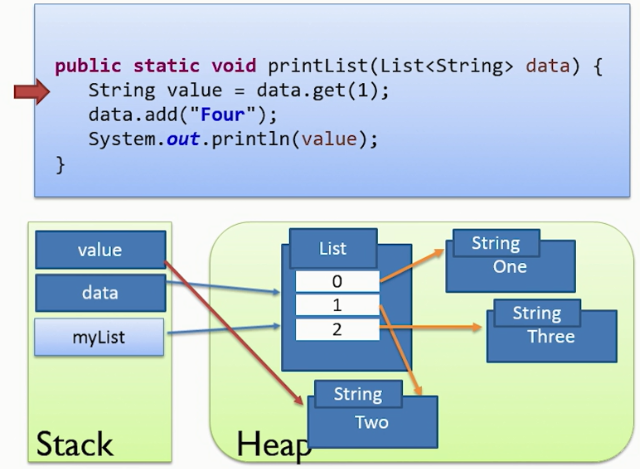 public static void printList(List<String> data) {
String value = data.get(1);
data.add("Four");
System.out.println(value);
}
value
data
myList
Stack
List
0
1
2
String
One
String
Three
String
Two
Heap